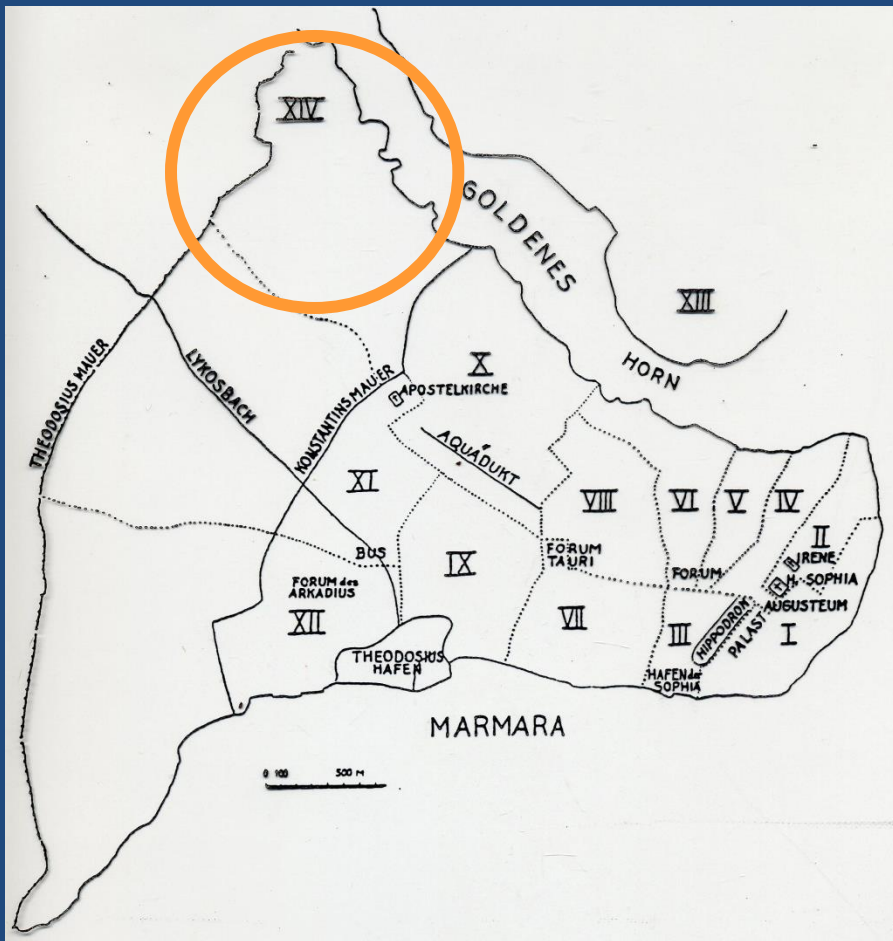 XIV
GOLDENES
HORN
XIII
THEODOSIUS MAUER
LYKOSBACH
KONSTANTINS MAUER
X
APOSTELKIRCHE
AQUÄDUKT
XI
VIII
VI
V
IV
II
IRENE
H. SOPHIA
AUGUSTEUM
I
BUS
IX
FORUM
TAURI
FORUM
FORUM des
ARKADIUS
XII
VII
III
HIPPODRON
PALAST
THEODOSIUS
HAFEN
HAFEN der
SOPHIA
MARMARA
0 100 500 M